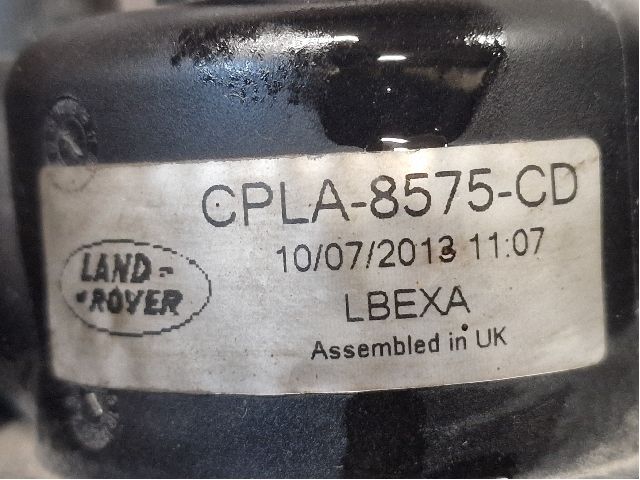 CPLA-8575-CD
10/07/2013 11:07
LAND-
ROVER
LBEXA
Assembled in UK